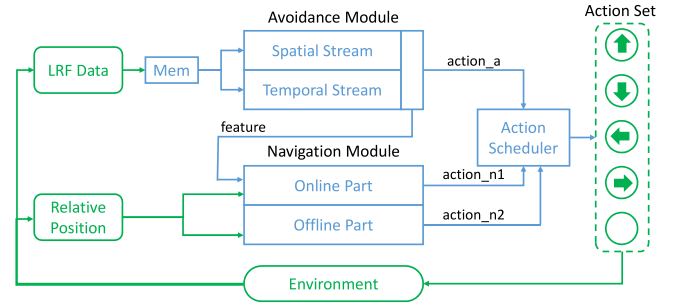 Action Set
Avoidance Module
LRF Data
Mem
Spatial Stream
Temporal Stream
action_a
feature
Action
Scheduler
Navigation Module
Online Part
Offline Part
action_n1
action_n2
Relative
Position
Environment